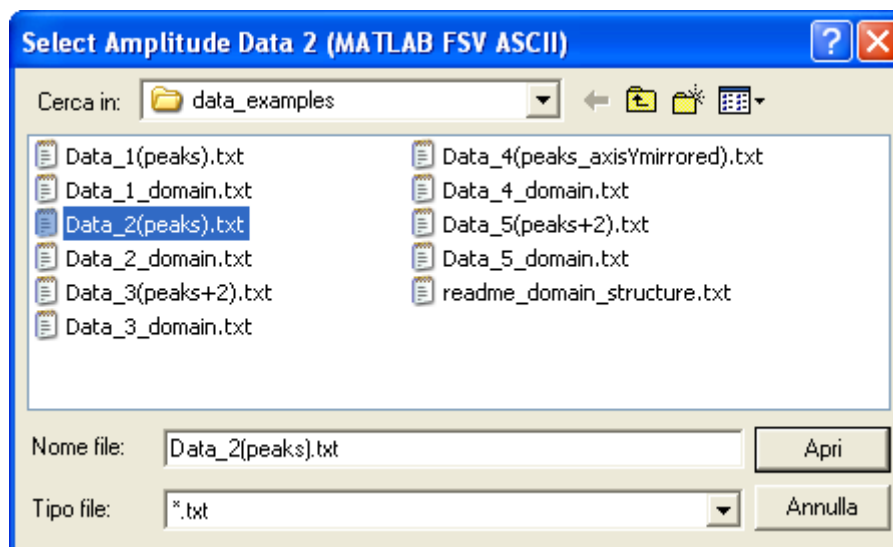 Select Amplitude Data 2 (MATLAB FSV ASCII)
Cerca in: data_examples
Data_1(peaks).txt
Data_1_domain.txt
Data_2(peaks).txt
Data_2_domain.txt
Data_3(peaks+2).txt
Data_3_domain.txt
Data_4(peaks_axisYmirrored).txt
Data_4_domain.txt
Data_5(peaks+2).txt
Data_5_domain.txt
readme_domain_structure.txt
Nome file: Data_2(peaks).txt Apri
Tipo file: *.txt Annulla